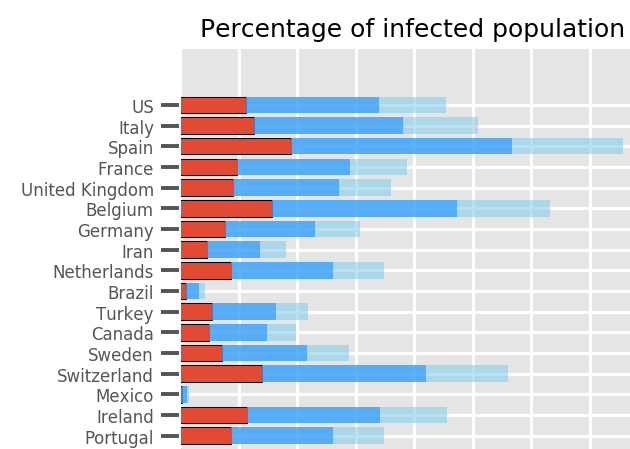 Percentage of infected population
US
Italy
Spain
France
United Kingdom
Belgium
Germany
Iran
Netherlands
Brazil
Turkey
Canada
Sweden
Switzerland
Mexico
Ireland
Portugal